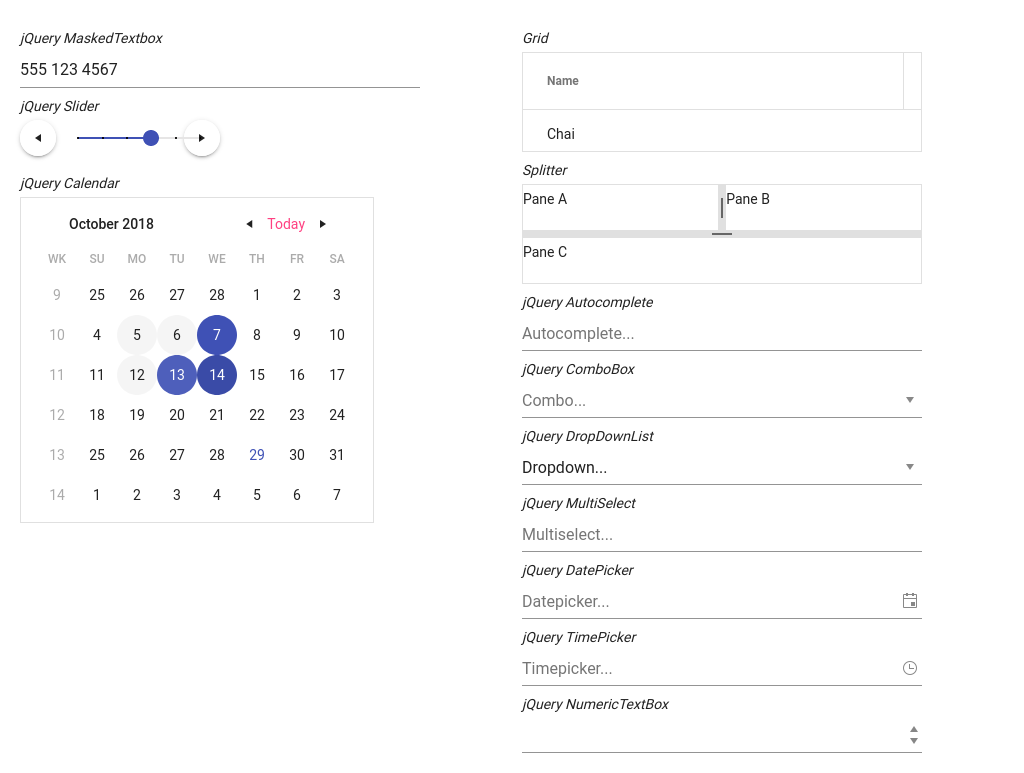 jQuery MaskedTextbox
555 123 4567
jQuery Slider
jQuery Calendar
October 2018 Today
WK SU MO TU WE TH FR SA
9 25 26 27 28 1 2 3
10 4 5 6 7 8 9 10
11 11 12 13 14 15 16 17
12 18 19 20 21 22 23 24
13 25 26 27 28 29 30 31
14 1 2 3 4 5 6 7
Grid
Name
Chai
Splitter
Pane A Pane B
Pane C
jQuery Autocomplete
Autocomplete...
jQuery ComboBox
Combo...
jQuery DropDownList
Dropdown...
jQuery MultiSelect
Multiselect...
jQuery DatePicker
Datepicker...
jQuery TimePicker
Timepicker...
jQuery NumericTextBox